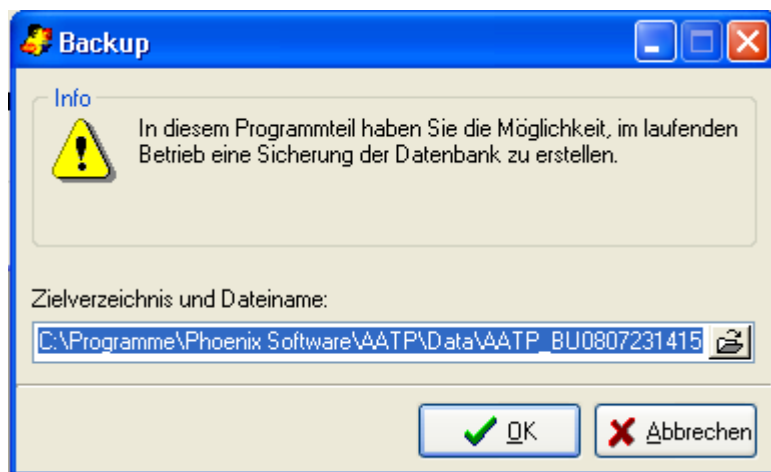 Backup
Info
In diesem Programmteil haben Sie die Möglichkeit, im laufenden
Betrieb eine Sicherung der Datenbank zu erstellen.
Zielverzeichnis und Dateiname:
C:\Programme\Phoenix Software\AATP\Data\AATP_BU0807231415
OK
Abbrechen